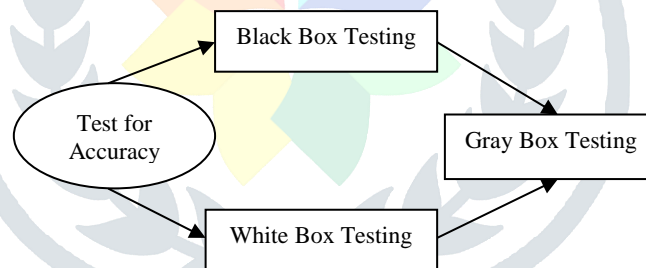 Black Box Testing
Test for
Accuracy
Gray Box Testing
White Box Testing